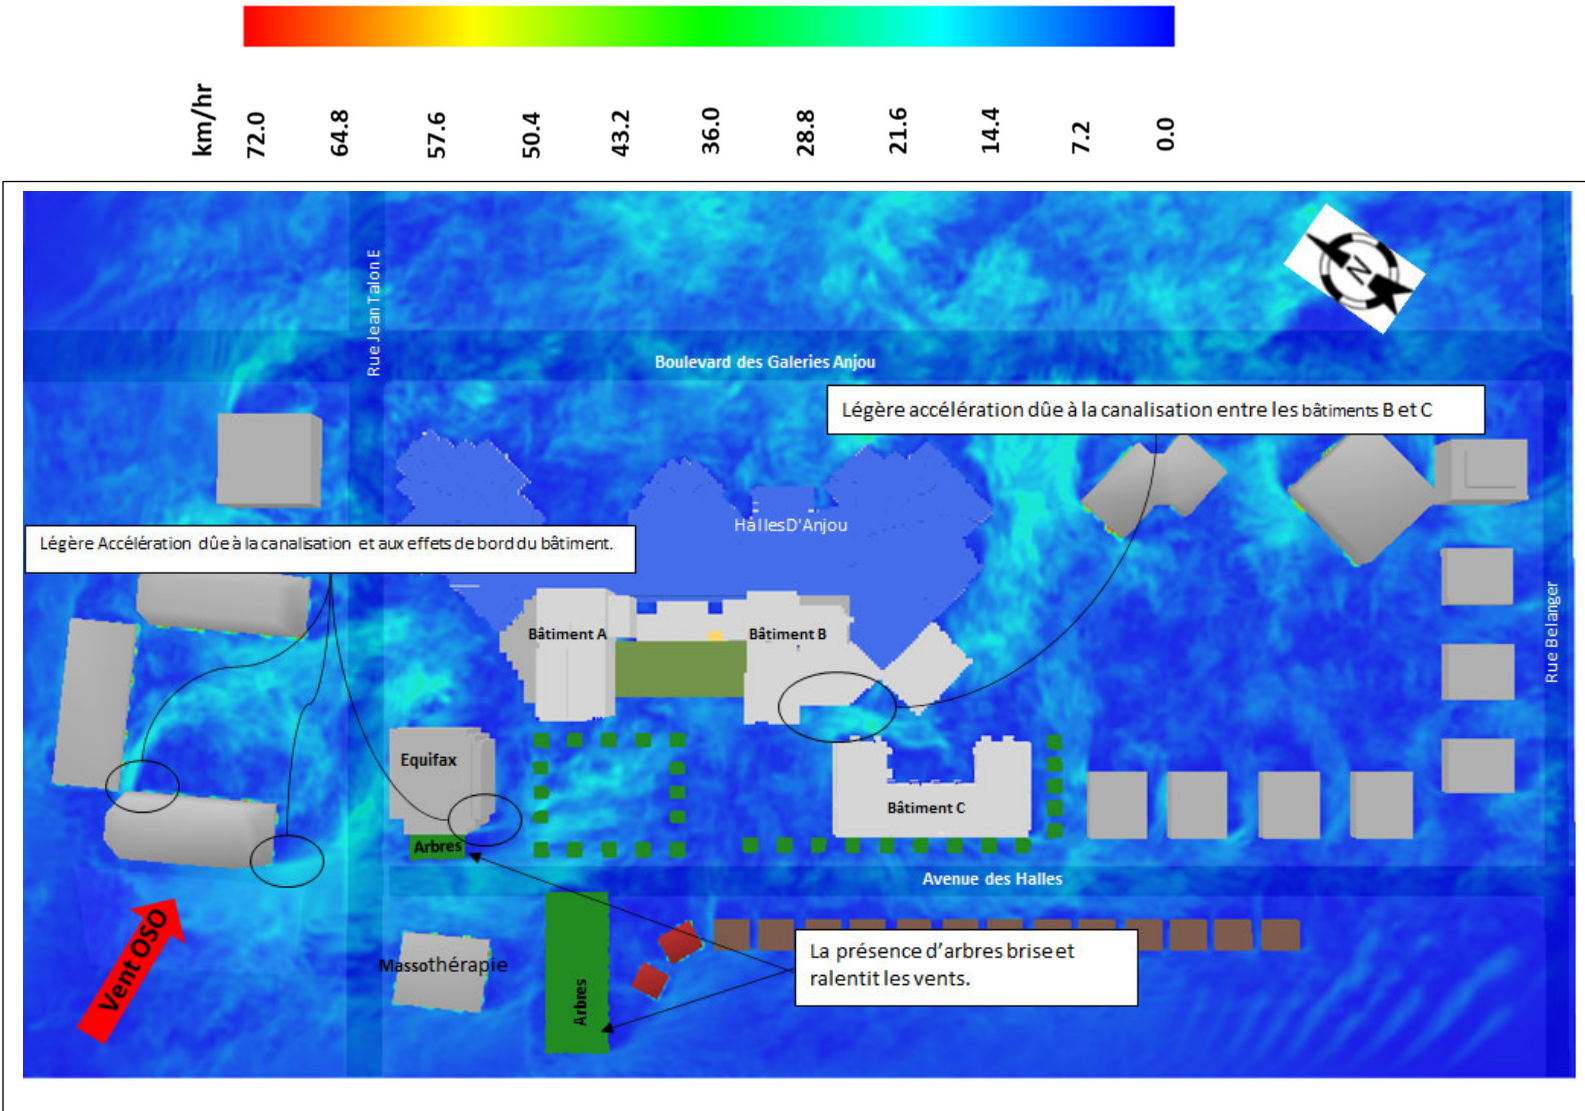 km/hr
72.0
64.8
57.6
50.4
43.2
36.0
28.8
21.6
14.4
7.2
0.0
Rue Jean Talon E
N
Boulevard des Galeries Anjou
Légère accélération dûe à la canalisation entre les bâtiments B et C
Halles D'Anjou
Légère Accélération dûe à la canalisation et aux effets de bord du bâtiment.
Bâtiment A
Bâtiment B
Rue Belanger
Equifax
Bâtiment C
Arbres
Avenue des Halles
Vent OSO
Massothérapie
Arbres
La présence d'arbres brise et
ralentit les vents.